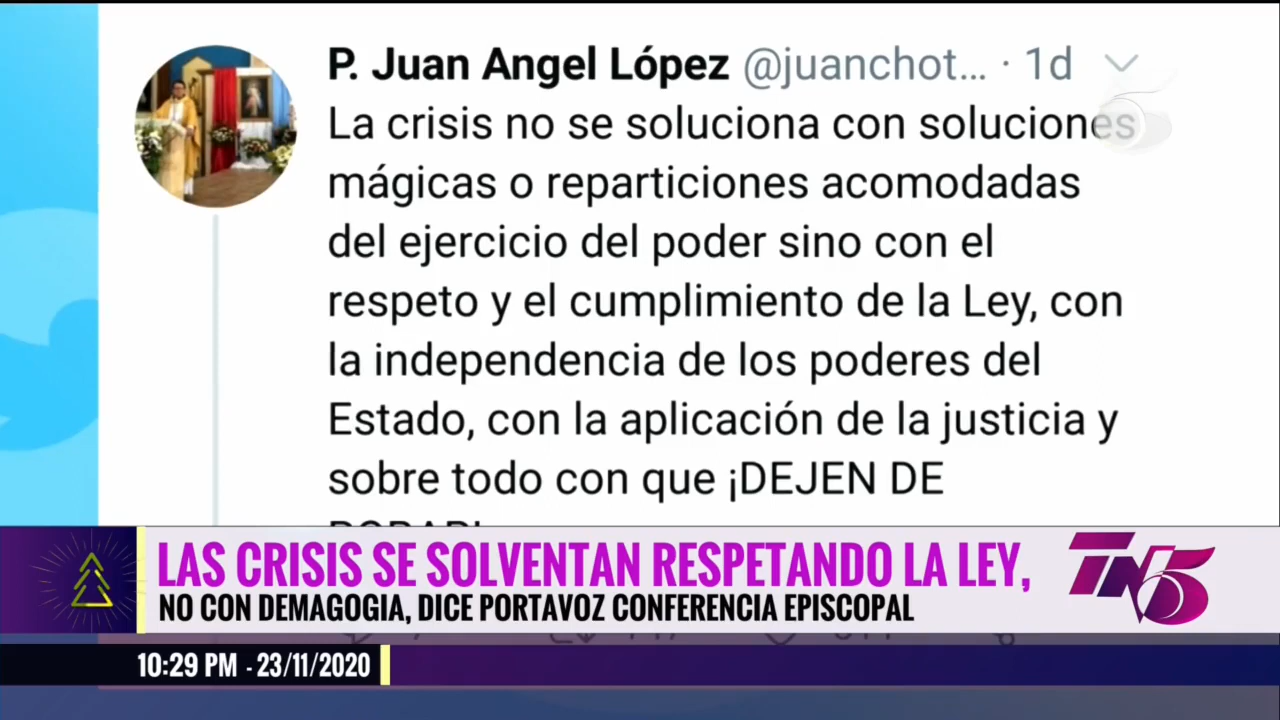 P. Juan Angel López @juanchot... · 1d
La crisis no se soluciona con soluciones
mágicas o reparticiones acomodadas
del ejercicio del poder sino con el
respeto y el cumplimiento de la Ley, con
la independencia de los poderes del
Estado, con la aplicación de la justicia y
sobre todo con que ¡DEJEN DE
LAS CRISIS SE SOLVENTAN RESPETANDO LA LEY,
NO CON DEMAGOGIA, DICE PORTAVOZ CONFERENCIA EPISCOPAL
TN5
10:29 PM - 23/11/2020